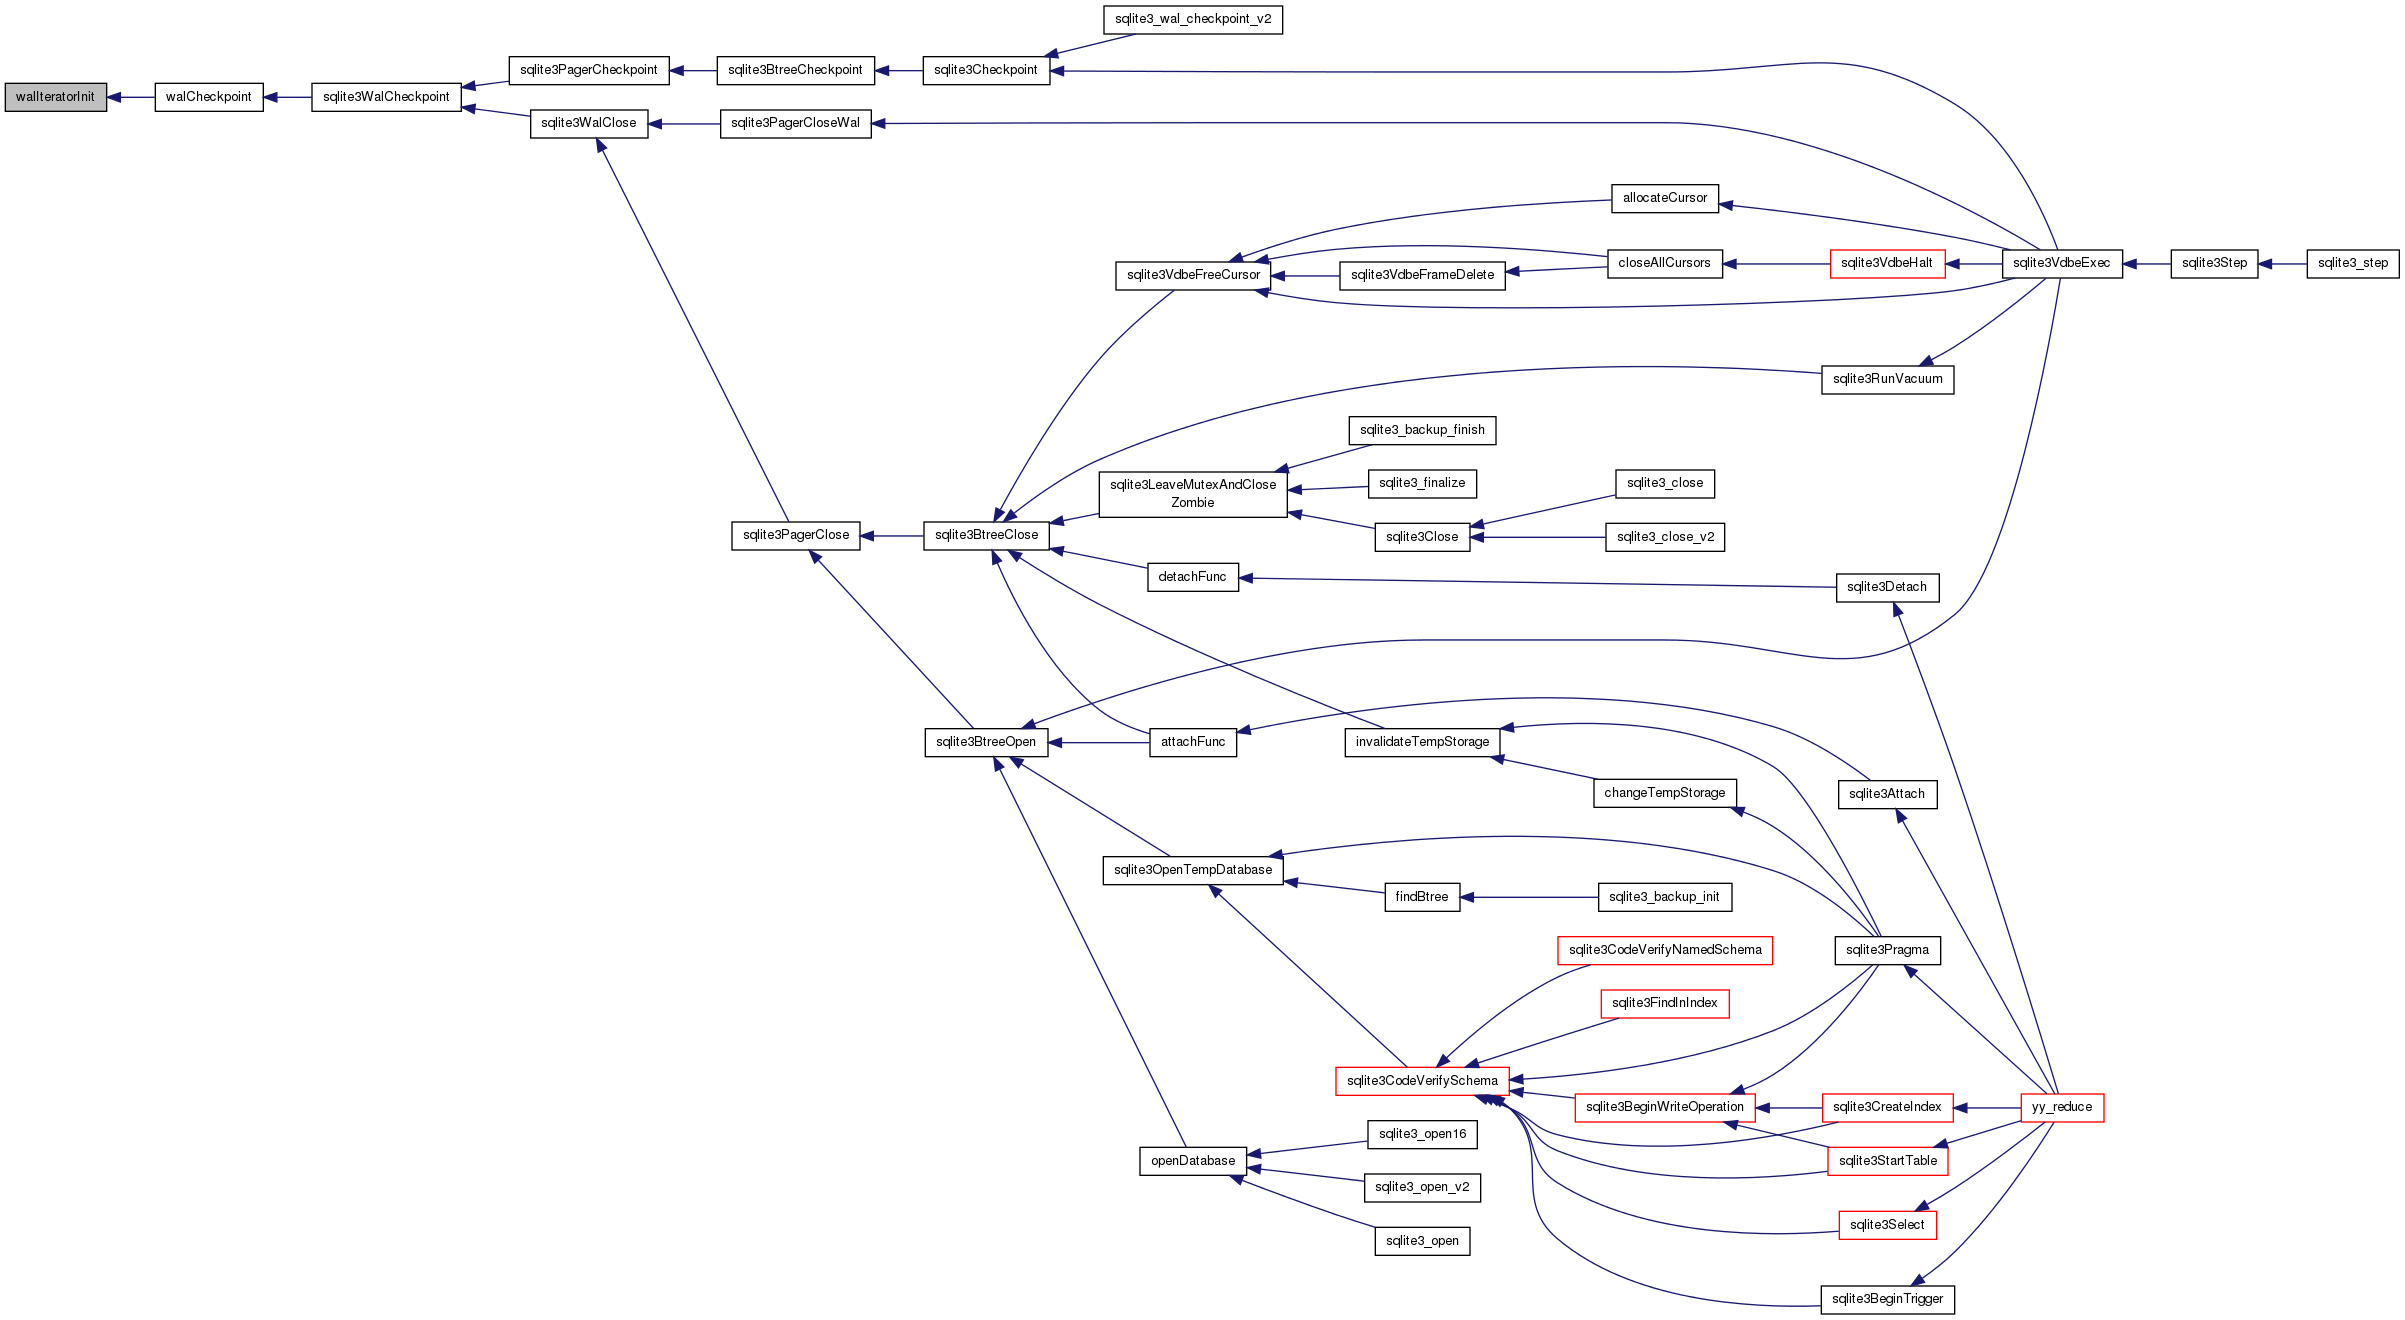 sqlite3_wal_checkpoint_v2
sqlite3PagerCheckpoint
sqlite3BtreeCheckpoint
sqlite3Checkpoint
walIteratorInit
walCheckpoint
sqlite3WalCheckpoint
sqlite3WalClose
sqlite3PagerCloseWal
allocateCursor
sqlite3VdbeFreeCursor
sqlite3VdbeFrameDelete
closeAllCursors
sqlite3VdbeHalt
sqlite3VdbeExec
sqlite3Step
sqlite3_step
sqlite3RunVacuum
sqlite3_backup_finish
sqlite3LeaveMutexAndClose
Zombie
sqlite3_finalize
sqlite3_close
sqlite3PagerClose
sqlite3BtreeClose
sqlite3Close
sqlite3_close_v2
detachFunc
sqlite3Detach
sqlite3BtreeOpen
attachFunc
invalidateTempStorage
changeTempStorage
sqlite3Attach
sqlite3OpenTempDatabase
findBtree
sqlite3_backup_init
sqlite3CodeVerifyNamedSchema
sqlite3Pragma
sqlite3FindInIndex
sqlite3CodeVerifySchema
sqlite3BeginWriteOperation
sqlite3CreateIndex
yy_reduce
sqlite3_open16
openDatabase
sqlite3StartTable
sqlite3_open_v2
sqlite3Select
sqlite3_open
sqlite3BeginTrigger